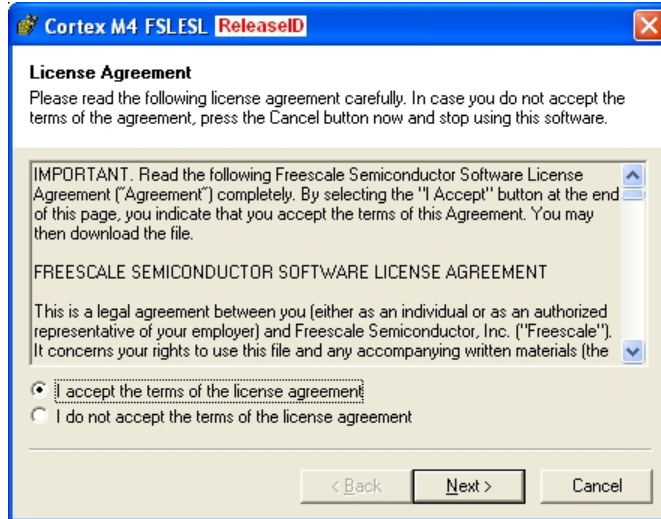 Cortex M4 FSLESL ReleaseID
License Agreement
Please read the following license agreement carefully. In case you do not accept the
terms of the agreement, press the Cancel button now and stop using this software.
IMPORTANT. Read the following Freescale Semiconductor Software License
Agreement ("Agreement") completely. By selecting the "I Accept" button at the end
of this page, you indicate that you accept the terms of this Agreement. You may
then download the file.
FREESCALE SEMICONDUCTOR SOFTWARE LICENSE AGREEMENT
This is a legal agreement between you (either as an individual or as an authorized
representative of your employer) and Freescale Semiconductor, Inc. ("Freescale").
It concerns your rights to use this file and any accompanying written materials (the
I accept the terms of the license agreement
I do not accept the terms of the license agreement
< Back Next > Cancel